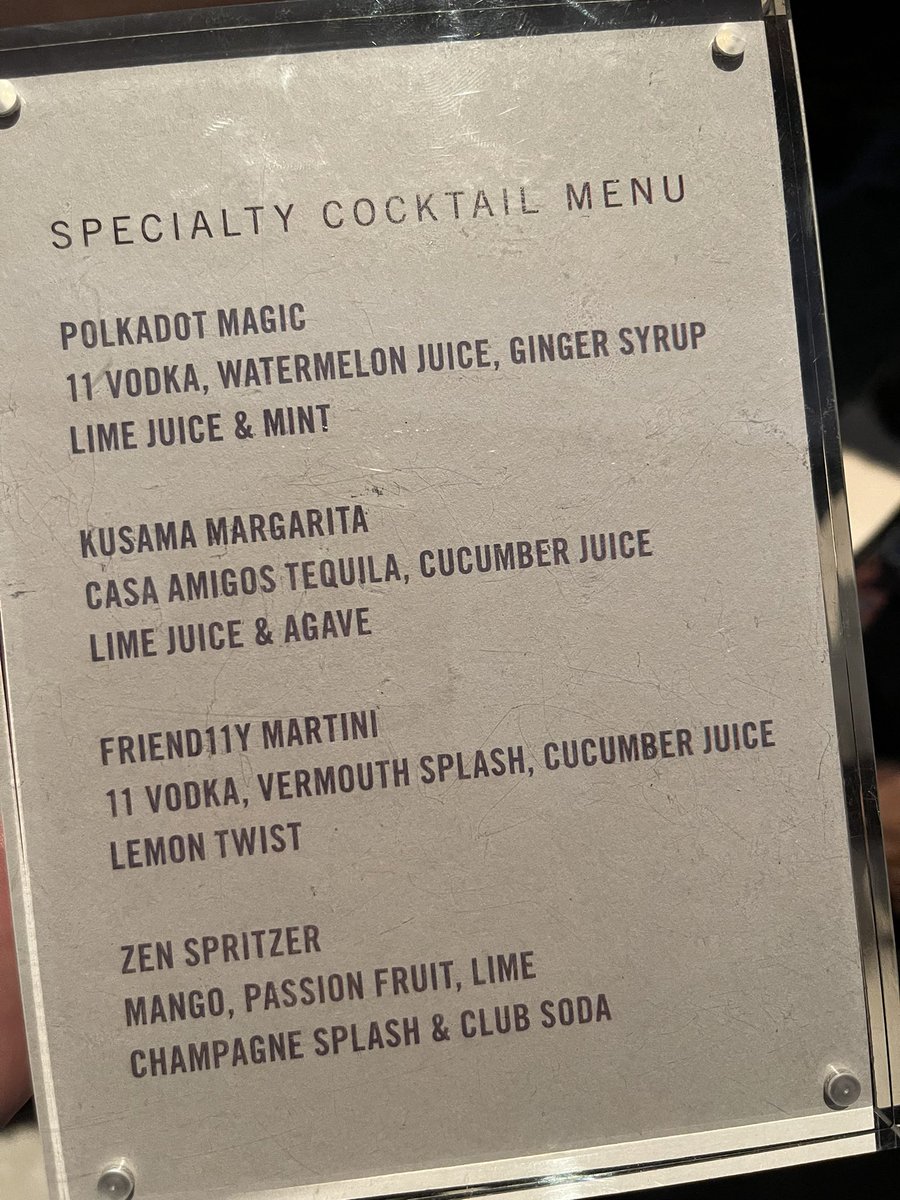 SPECIALTY COCKTAIL MENU
POLKADOT MAGIC
11 VODKA, WATERMELON JUICE, GINGER SYRUP
LIME JUICE & MINT
KUSAMA MARGARITA
CASA AMIGOS TEQUILA, CUCUMBER JUICE
LIME JUICE & AGAVE
FRIEND11Y MARTINI
11 VODKA, VERMOUTH SPLASH, CUCUMBER JUICE
LEMON TWIST
ZEN SPRITZER
MANGO, PASSION FRUIT, LIME
CHAMPAGNE SPLASH & CLUB SODA